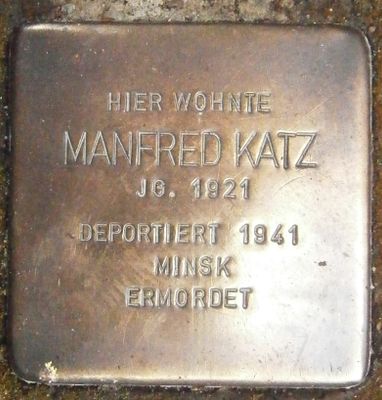 HIER WOHNTE
MANFRED KATZ
JG. 1921
DEPORTIERT 1941
MINSK
ERMORDET